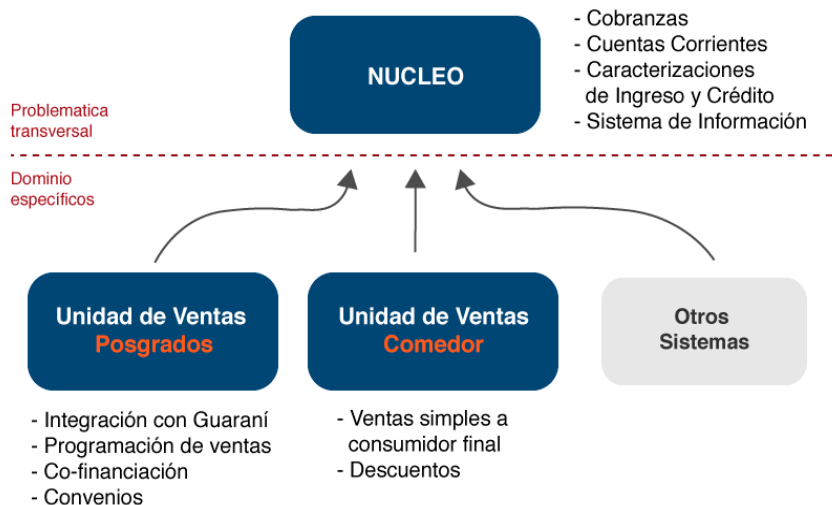 NUCLEO
- Cobranzas
- Cuentas Corrientes
- Caracterizaciones
de Ingreso y Crédito
- Sistema de Información
Problematica
transversal
Dominio
específicos
Unidad de Ventas
Posgrados
- Integración con Guaraní
- Programación de ventas
- Co-financiación
- Convenios
Unidad de Ventas
Comedor
- Ventas simples a
consumidor final
- Descuentos
Otros
Sistemas